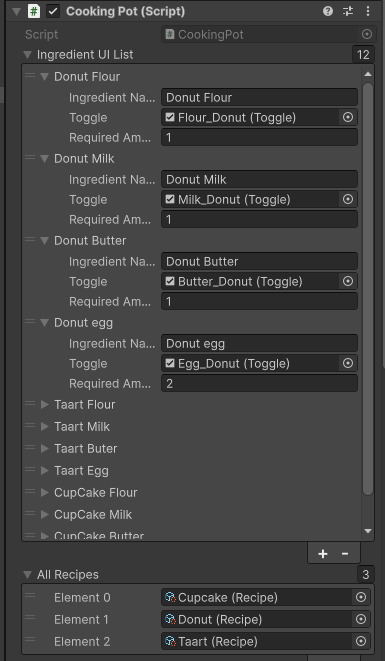 Cooking Pot (Script)
Script CookingPot
Ingredient UI List 12
Donut Flour
Ingredient Na... Donut Flour
Toggle Flour_Donut (Toggle)
Required Am... 1
Donut Milk
Ingredient Na... Donut Milk
Toggle Milk_Donut (Toggle)
Required Am... 1
Donut Butter
Ingredient Na... Donut Butter
Toggle Butter_Donut (Toggle)
Required Am... 1
Donut egg
Ingredient Na... Donut egg
Toggle Egg_Donut (Toggle)
Required Am... 2
Taart Flour
Taart Milk
Taart Buter
Taart Egg
CupCake Flour
CupCake Milk
CupCake Butter
+ -
All Recipes 3
Element 0 Cupcake (Recipe)
Element 1 Donut (Recipe)
Element 2 Taart (Recipe)